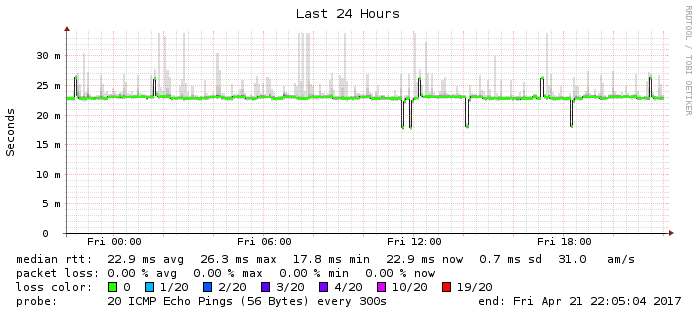 Last 24 Hours
RRDTOOL / TOBI OETIKER
Seconds
30 m
25 m
20 m
15 m
10 m
5 m
0
Fri 00:00 Fri 06:00 Fri 12:00 Fri 18:00
median rtt: 22.9 ms avg 26.3 ms max 17.8 ms min 22.9 ms now 0.7 ms sd 31.0 am/s
packet loss: 0.00 % avg 0.00 % max 0.00 % min 0.00 % now
loss color: 0 1/20 2/20 3/20 4/20 10/20 19/20
probe: 20 ICMP Echo Pings (56 Bytes) every 300s end: Fri Apr 21 22:05:04 2017